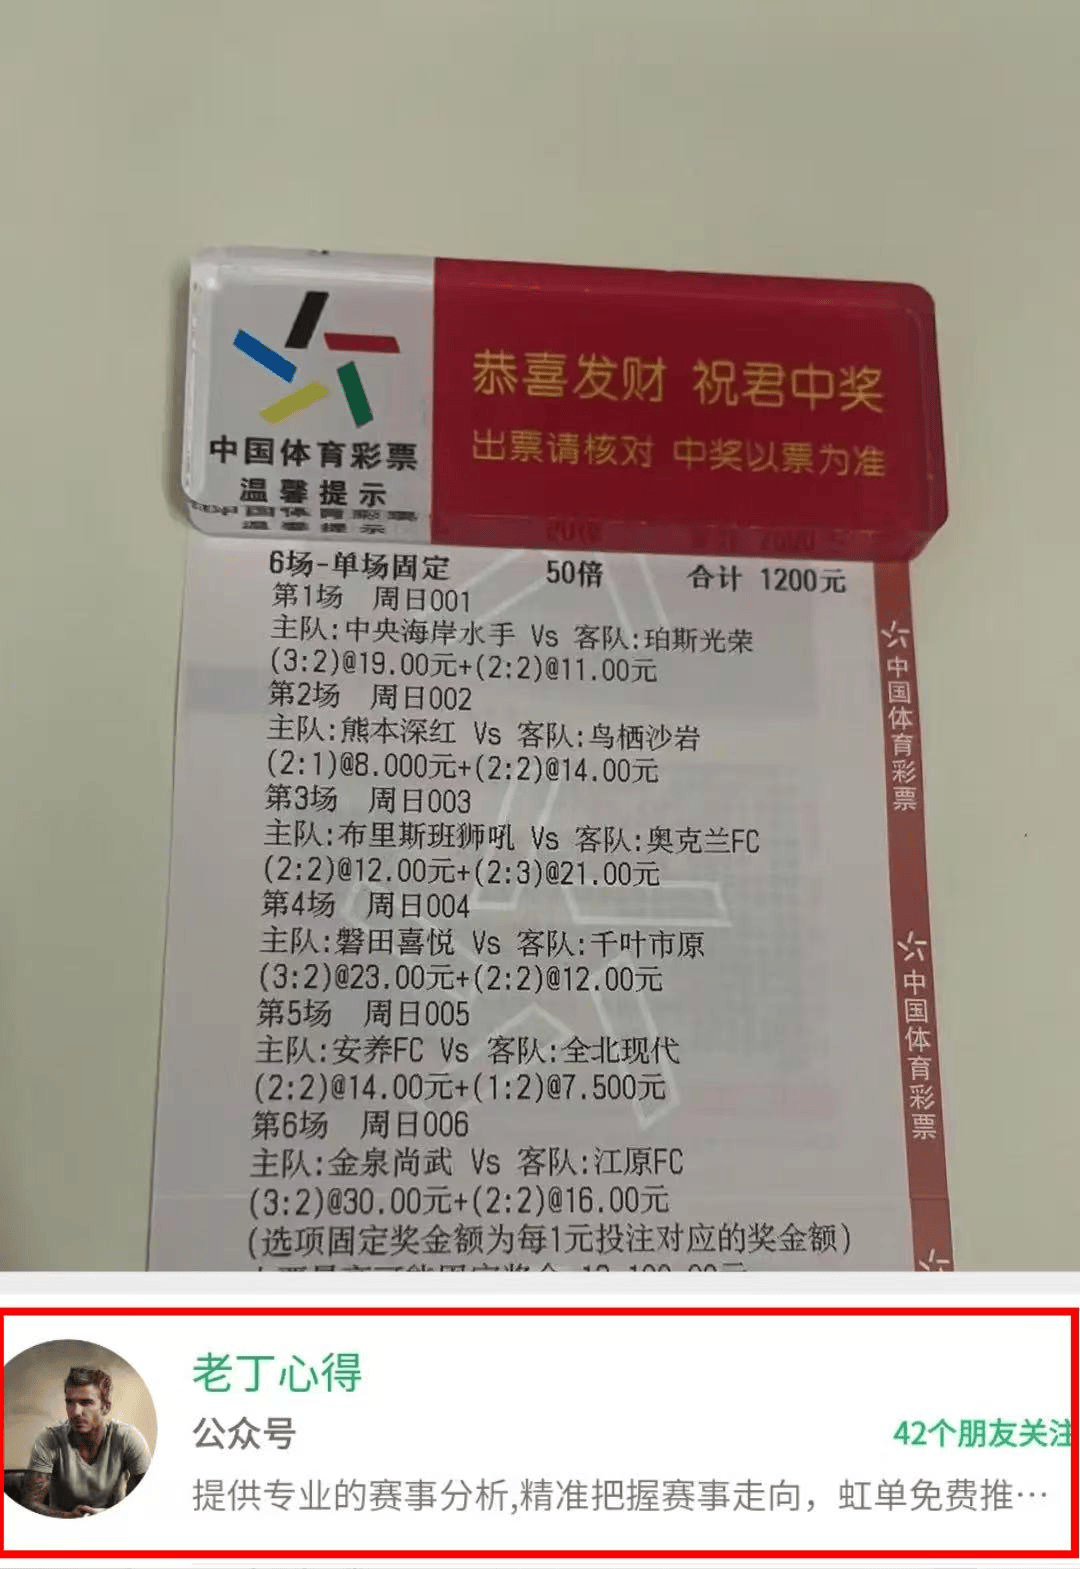 中国体育彩票
温馨提示
恭喜发财 祝君中奖
出票请核对 中奖以票为准
6场-单场固定 50倍 合计 1200元
第1场 周日001
主队:中央海岸水手 Vs 客队:珀斯光荣
(3:2)@19.00元+(2:2)@11.00元
第2场 周日002
主队:熊本深红 Vs 客队:鸟栖沙岩
(2:1)@8.000元+(2:2)@14.00元
第3场 周日003
主队:布里斯班狮吼 Vs 客队:奥克兰FC
(2:2)@12.00元+(2:3)@21.00元
第4场 周日004
主队:磐田喜悦 Vs 客队:千叶市原
(3:2)@23.00元+(2:2)@12.00元
第5场 周日005
主队:安养FC Vs 客队:全北现代
(2:2)@14.00元+(1:2)@7.500元
第6场 周日006
主队:金泉尚武 Vs 客队:江原FC
(3:2)@30.00元+(2:2)@16.00元
(选项固定奖金额为每1元投注对应的奖金额)
中国体育彩票
中国体育彩票
老丁心得
公众号
42个朋友关注
提供专业的赛事分析,精准把握赛事走向，虹单免费推…